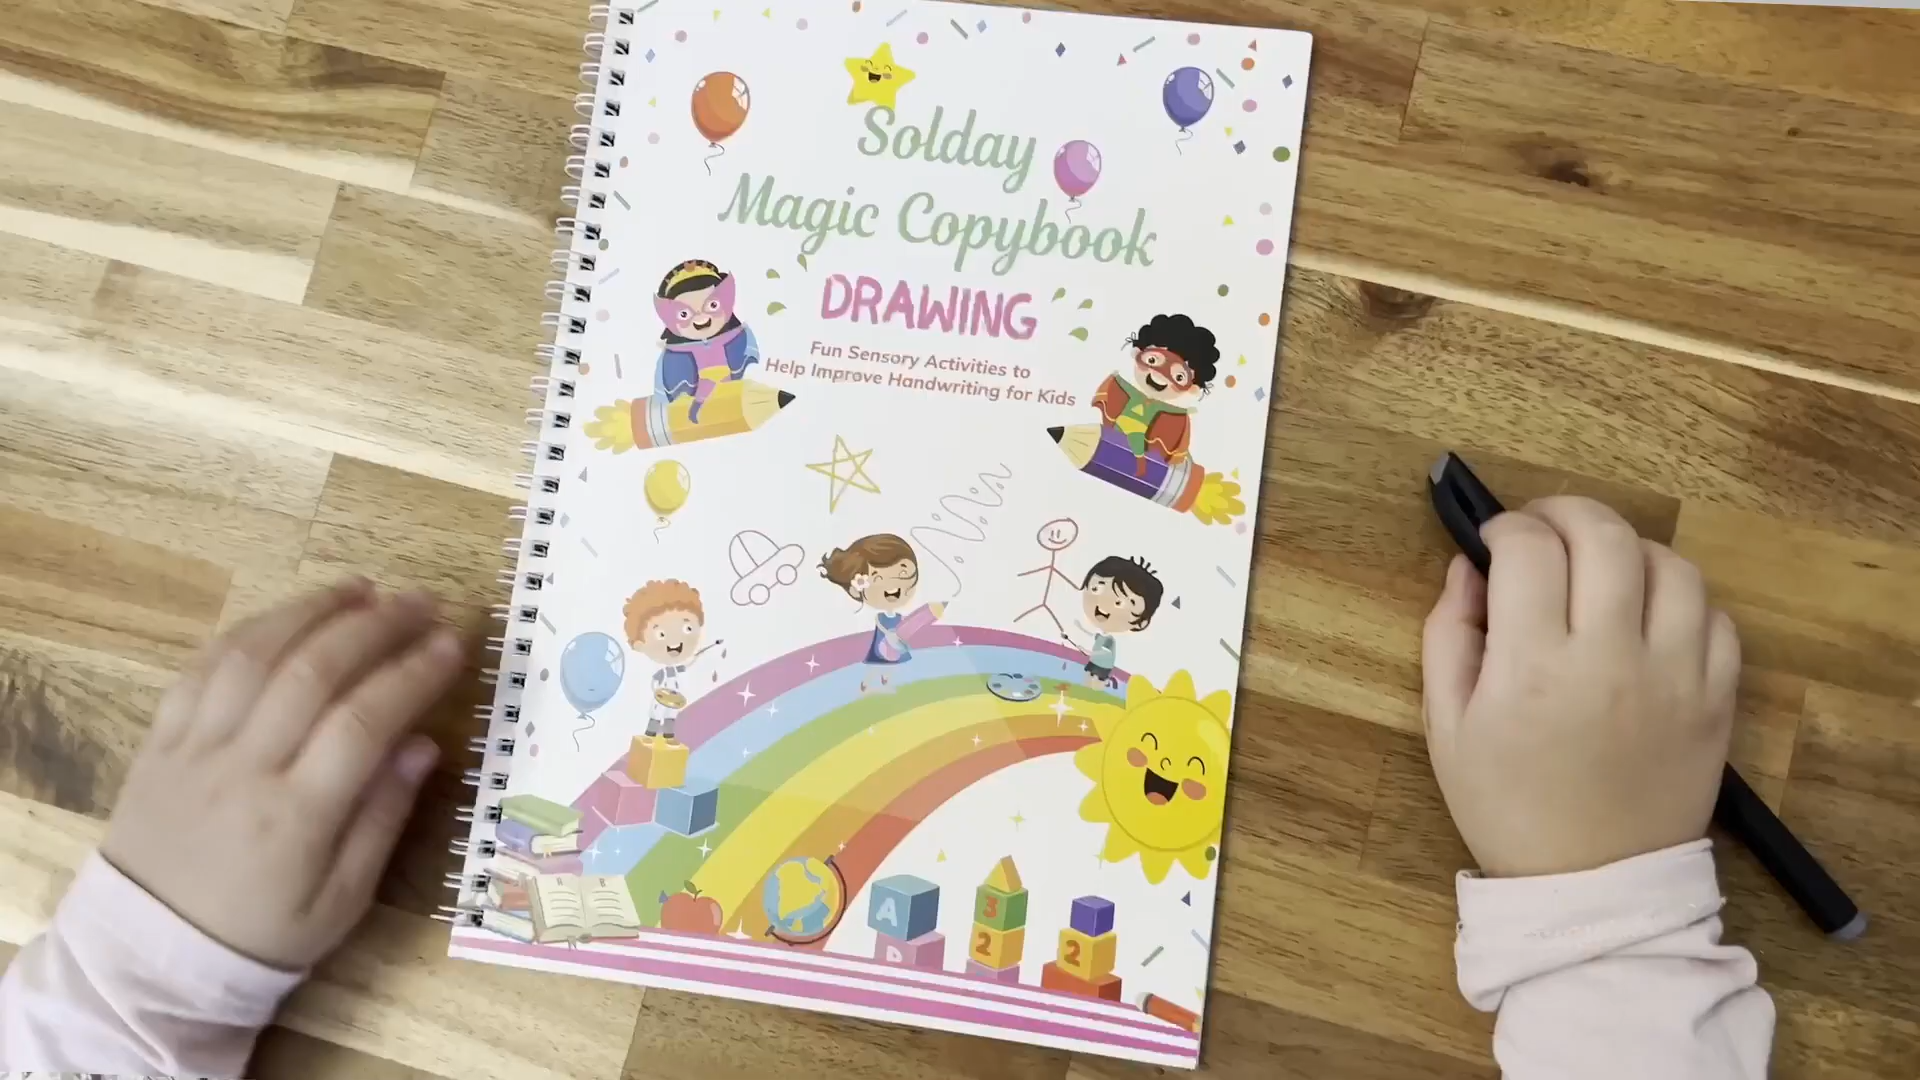 Solday
Magic Copybook
DRAWING
Fun Sensory Activities to
Help Improve Handwriting for Kids
A
3
2
2